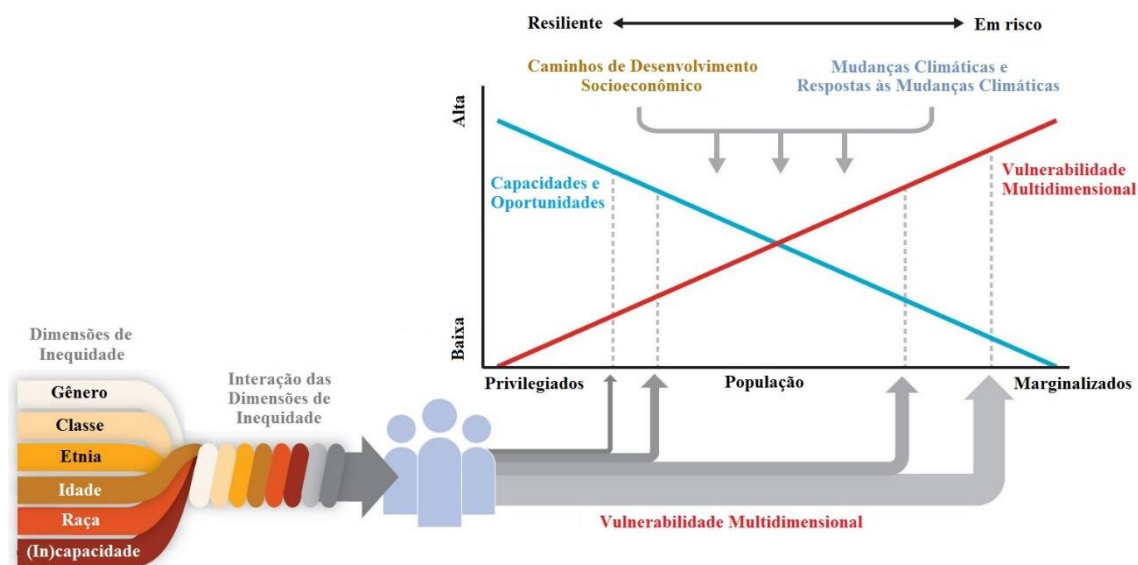 Resiliente
Em risco
Caminhos de Desenvolvimento
Socioeconômico
Mudanças Climáticas e
Respostas às Mudanças Climáticas
Alta
Baixa
Capacidades e
Oportunidades
Vulnerabilidade
Multidimensional
Privilegiados
População
Marginalizados
Dimensões de
Inequidade
Gênero
Classe
Etnia
Idade
Raça
(In)capacidade
Interação das
Dimensões de
Inequidade
Vulnerabilidade Multidimensional